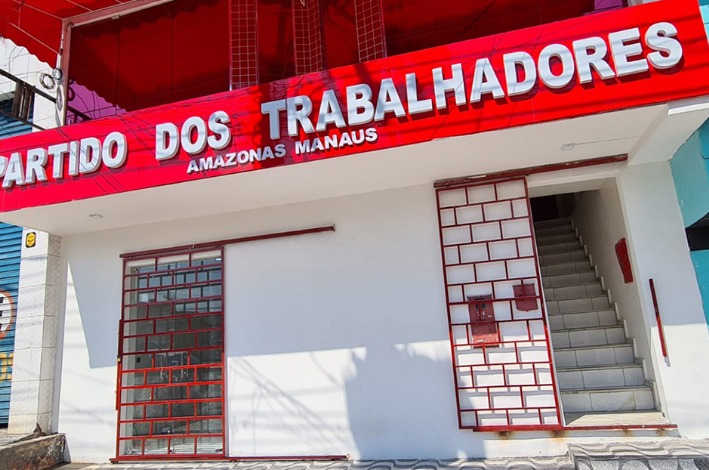 PARTIDO DOS TRABALHADORES
AMAZONAS MANAUS